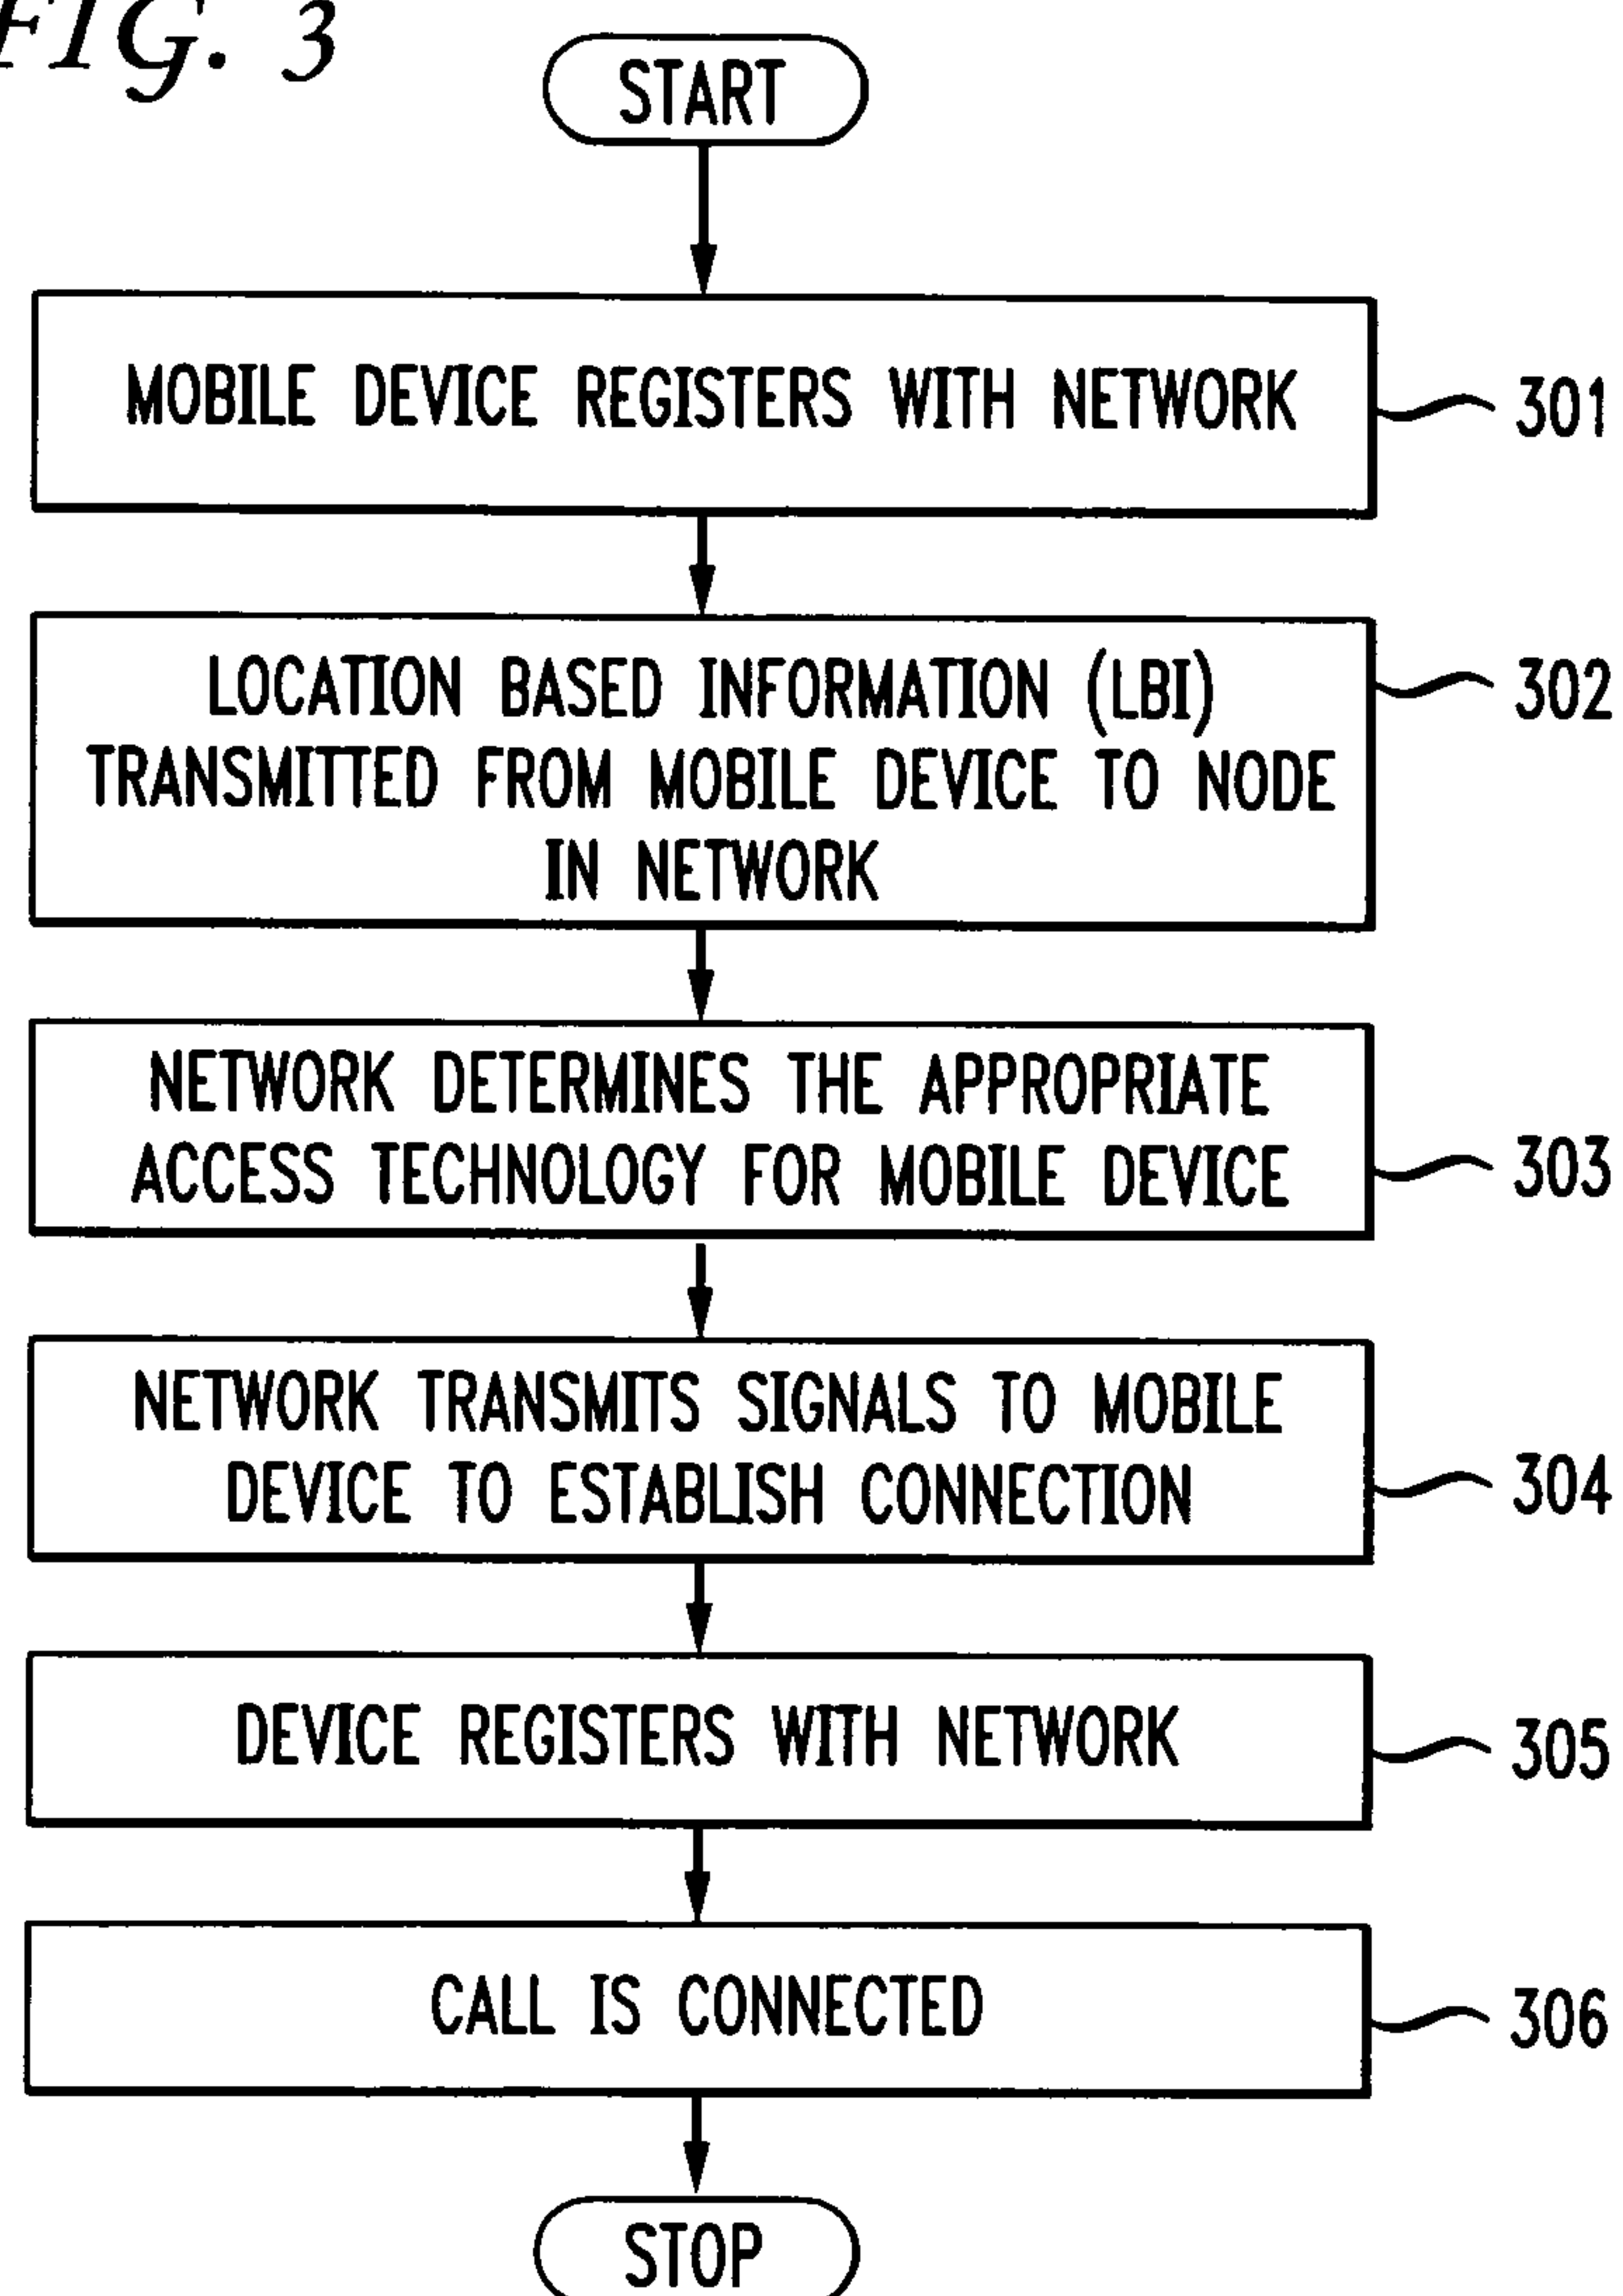 FIG. 3
START
MOBILE DEVICE REGISTERS WITH NETWORK
301
LOCATION BASED INFORMATION (LBI)
302
TRANSMITTED FROM MOBILE DEVICE TO NODE
IN NETWORK
NETWORK DETERMINES THE APPROPRIATE
ACCESS TECHNOLOGY FOR MOBILE DEVICE
303
NETWORK TRANSMITS SIGNALS TO MOBILE
DEVICE TO ESTABLISH CONNECTION
304
DEVICE REGISTERS WITH NETWORK
305
CALL IS CONNECTED
306
STOP